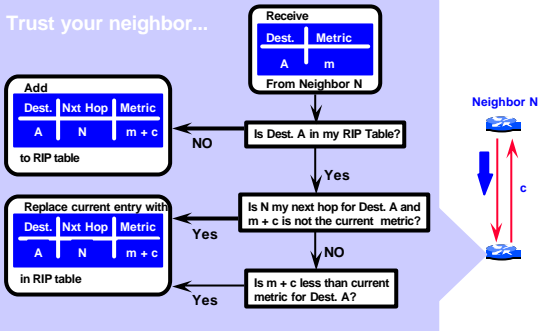 Trust your neighbor...
Receive
Dest. Metric
A m
From Neighbor N
Add
Dest. Nxt Hop Metric
A N m + c
to RIP table
NO
Is Dest. A in my RIP Table?
Yes
Neighbor N
c
Replace current entry with
Dest. Nxt Hop Metric
A N m + c
in RIP table
Yes
Is N my next hop for Dest. A and
m + c is not the current metric?
NO
Is m + c less than current
metric for Dest. A?
Yes